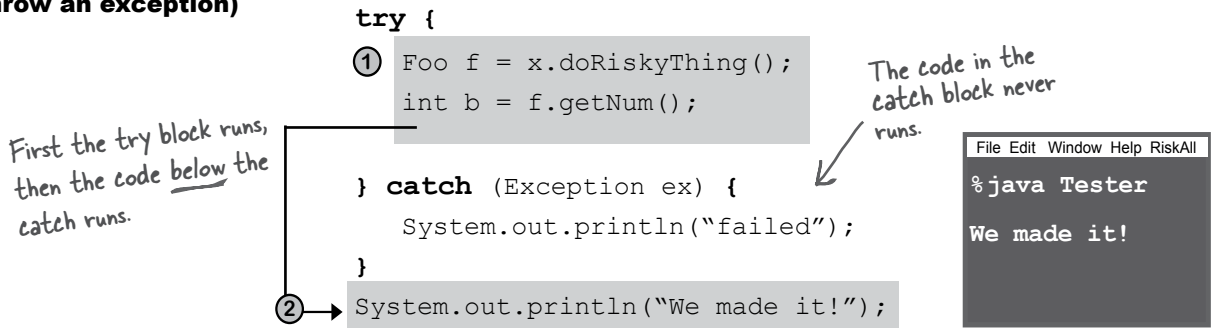 row an exception)
try {
1 Foo f = x.doRiskyThing();
int b = f.getNum();
First the try block runs,
then the code below the
catch runs.
The code in the
catch block never
runs.
} catch (Exception ex) {
System.out.println(“failed”);
}
2 System.out.println(“We made it!”);
File Edit Window Help RiskAll
%java Tester
We made it!